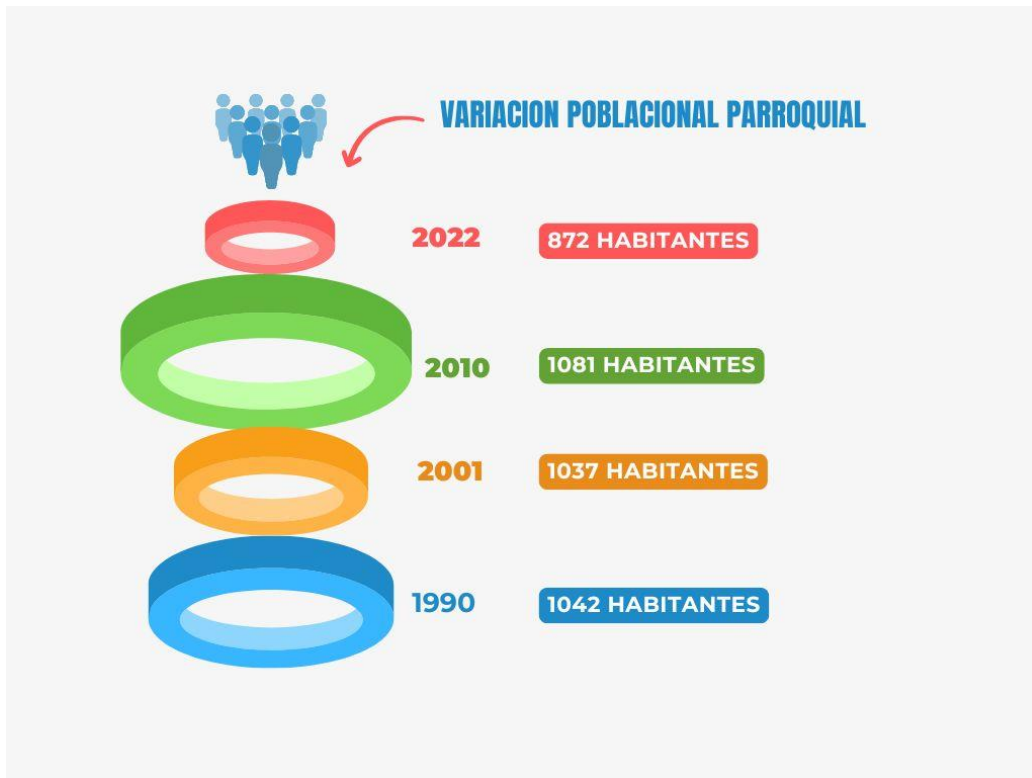 VARIACION POBLACIONAL PARROQUIAL
2022 872 HABITANTES
2010 1081 HABITANTES
2001 1037 HABITANTES
1990 1042 HABITANTES